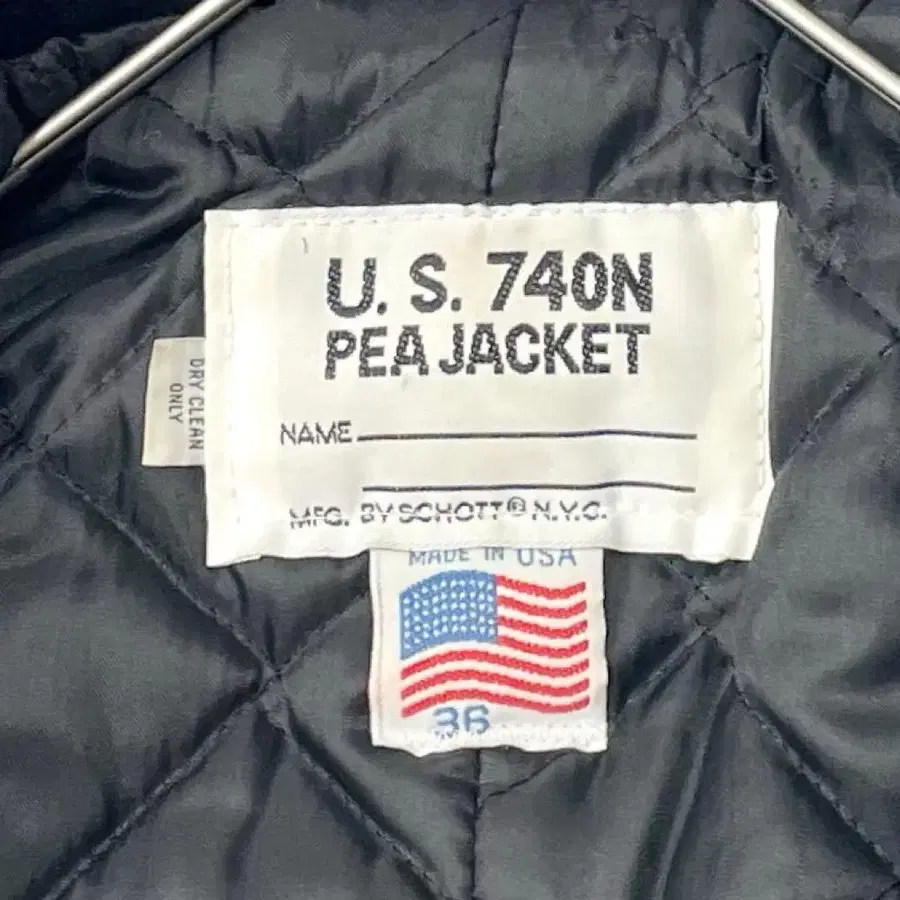 U. S. 740N
PEA JACKET
DRY CLEAN
ONLY
NAME
MFG. BY SCHOTT® N.Y.C.
MADE IN USA
36